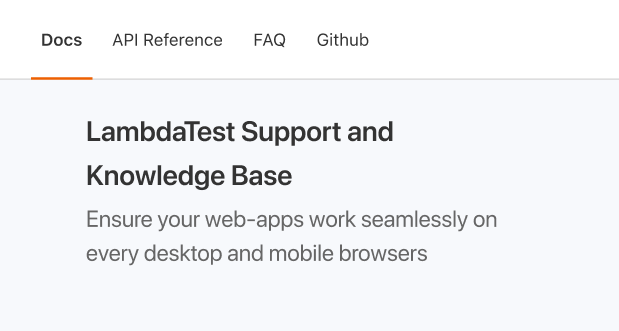 Docs API Reference FAQ Github
LambdaTest Support and
Knowledge Base
Ensure your web-apps work seamlessly on
every desktop and mobile browsers